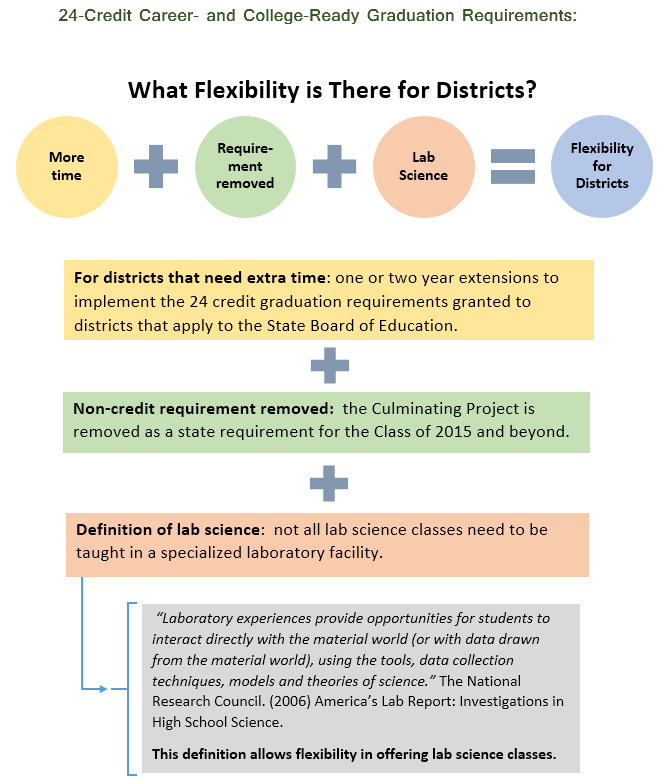 24-Credit Career- and College-Ready Graduation Requirements:
What Flexibility is There for Districts?
More
time
Require-
ment
removed
Lab
Science
Flexibility
for
Districts
For districts that need extra time: one or two year extensions to
implement the 24 credit graduation requirements granted to
districts that apply to the State Board of Education.
Non-credit requirement removed: the Culminating Project is
removed as a state requirement for the Class of 2015 and beyond.
Definition of lab science: not all lab science classes need to be
taught in a specialized laboratory facility.
“Laboratory experiences provide opportunities for students to
interact directly with the material world (or with data drawn
from the material world), using the tools, data collection
techniques, models and theories of science.” The National
Research Council. (2006) America’s Lab Report: Investigations in
High School Science.
This definition allows flexibility in offering lab science classes.